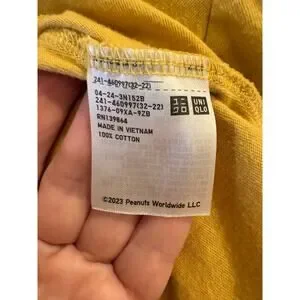 241-460997(32-22)
04-24-3N152B
241-460997(32-22)
1376-09XA-9ZB
RN139864
MADE IN VIETNAM
100% COTTON
ユニ
クロ
UNI
QLO
©2023 Peanuts Worldwide LLC